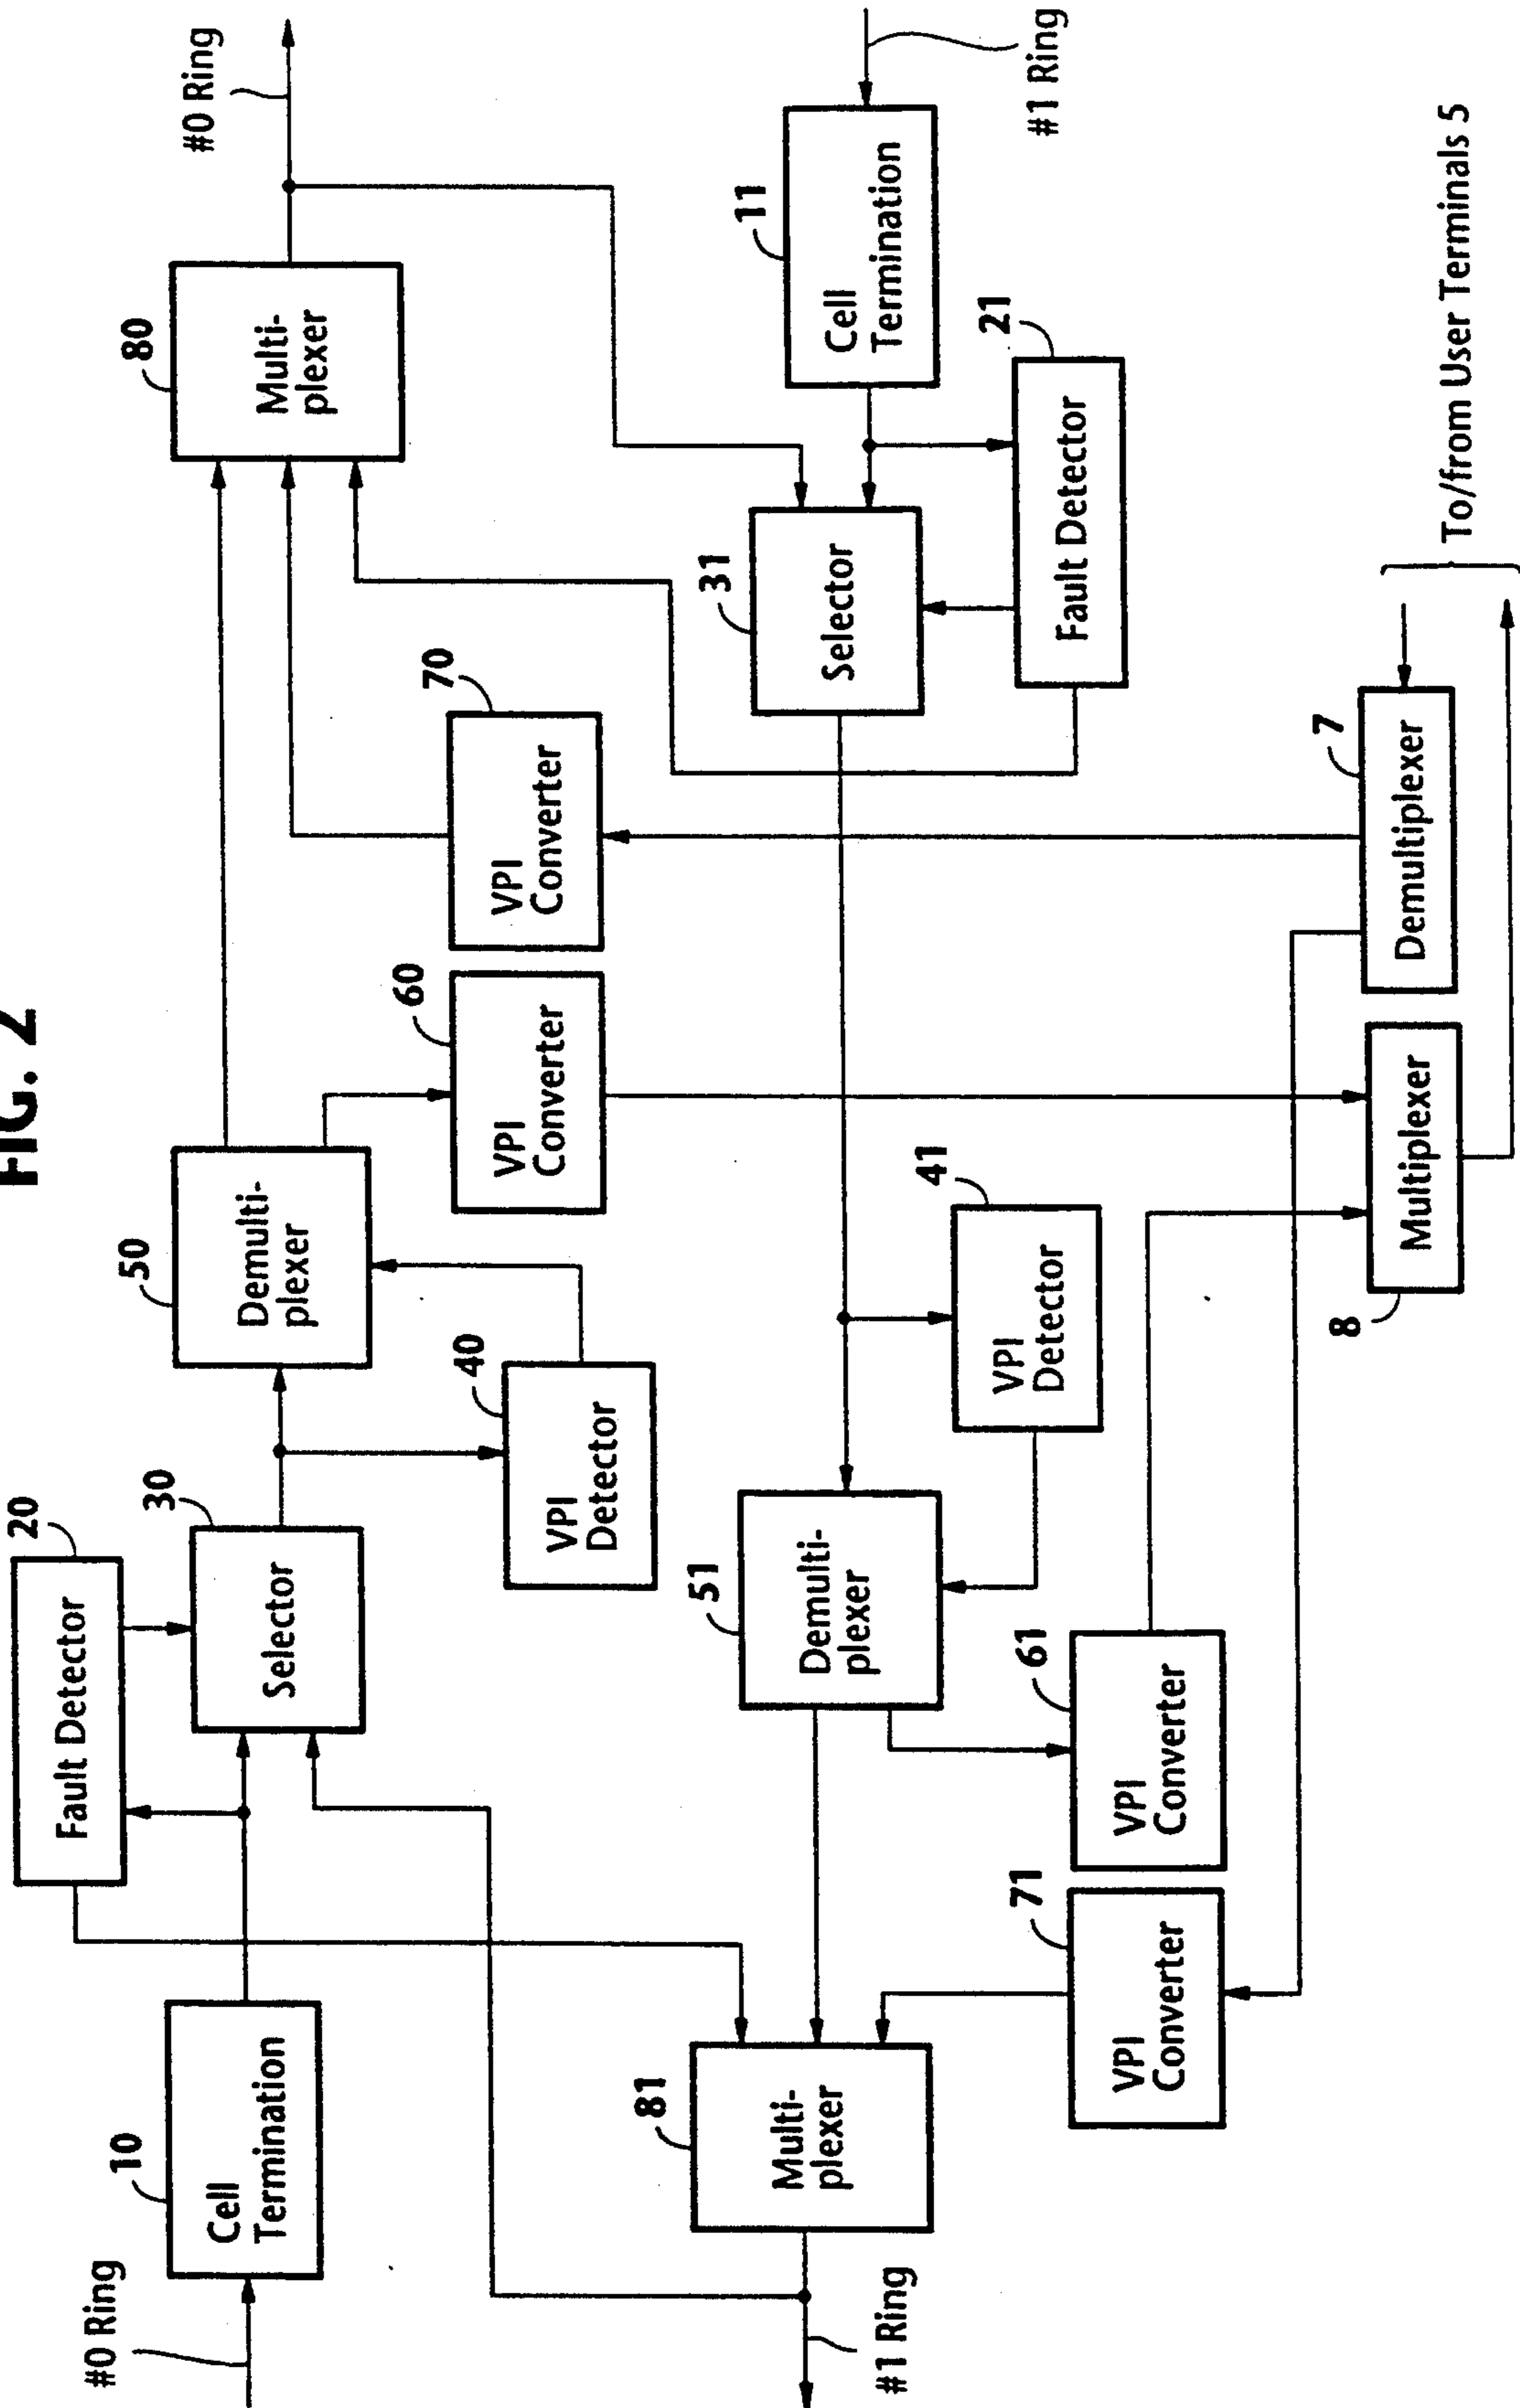 FIG. 2
#0 Ring
10
Cell
Termination
20
Fault Detector
30
Selector
40
VPI
Detector
50
Demulti-
plexer
60
VPI
Converter
70
VPI
Converter
80
Multi-
plexer
#0 Ring
#1 Ring
81
Multi-
plexer
71
VPI
Converter
61
VPI
Converter
51
Demulti-
plexer
41
VPI
Detector
31
Selector
21
Fault Detector
11
Cell
Termination
#1 Ring
8
Multiplexer
7
Demultiplexer
To/from User Terminals 5